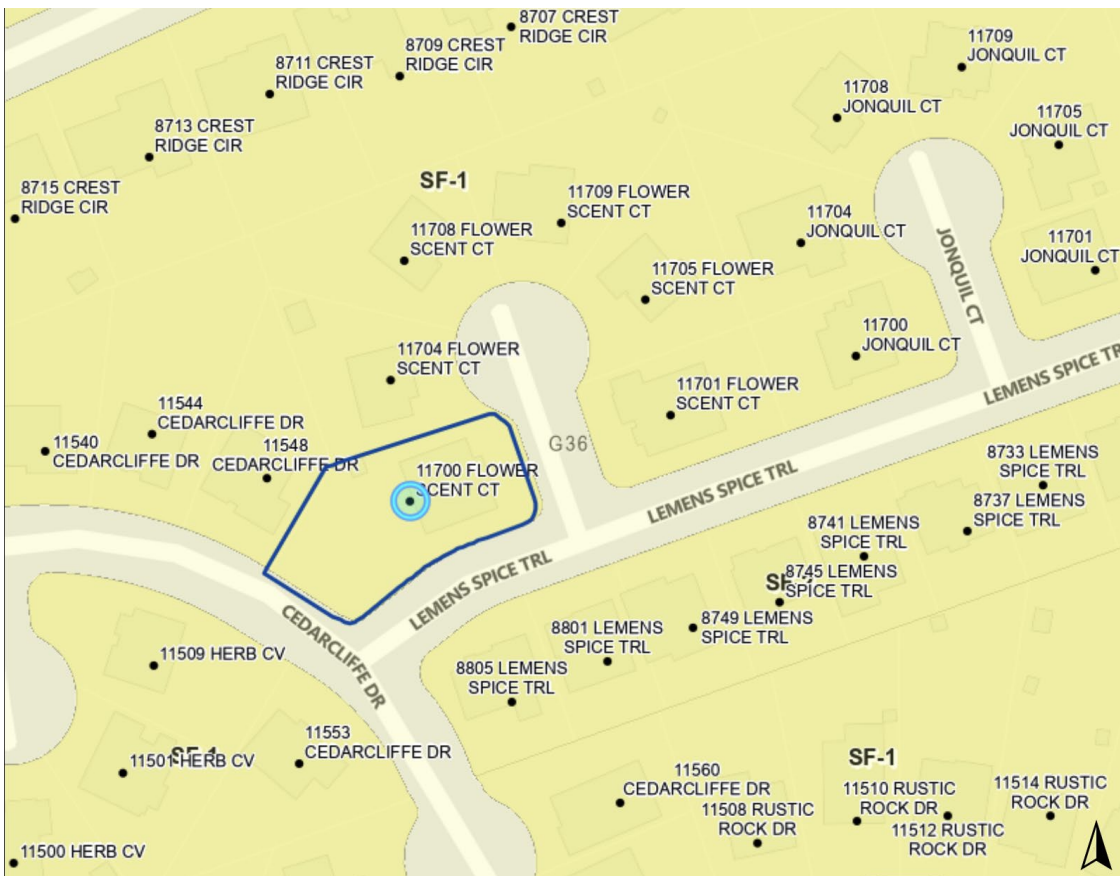 8707 CREST
RIDGE CIR
8709 CREST
RIDGE CIR
8711 CREST
RIDGE CIR
8713 CREST
RIDGE CIR
8715 CREST
RIDGE CIR
SF-1
11709
JONQUIL CT
11708
JONQUIL CT
11705
JONQUIL CT
11709 FLOWER
SCENT CT
11708 FLOWER
SCENT CT
11704
JONQUIL CT
11701
JONQUIL CT
JONQUIL CT
11705 FLOWER
SCENT CT
11700
JONQUIL CT
11704 FLOWER
SCENT CT
11701 FLOWER
SCENT CT
LEMENS SPICE TR
11544
CEDARCLIFFE DR
11540
CEDARCLIFFE DR
11548
CEDARCLIFFE DR
11700 FLOWER
SCENT CT
G36
LEMENS SPICE TRL
8733 LEMENS
SPICE TRL
8737 LEMENS
SPICE TRL
8741 LEMENS
SPICE TRL
8745 LEMENS
SPICE TRL
8749 LEMENS
SPICE TRL
LEMENS SPICE TRL
8801 LEMENS
SPICE TRL
8805 LEMENS
SPICE TRL
CEDARCLIFFE DR
11509 HERB CV
SF-1
11501 HERB CV
11553
CEDARCLIFFE DR
11500 HERB CV
SF-1
11560
CEDARCLIFFE DR
11508 RUSTIC
ROCK DR
11510 RUSTIC
ROCK DR
11512 RUSTIC
ROCK DR
11514 RUSTIC
ROCK DR